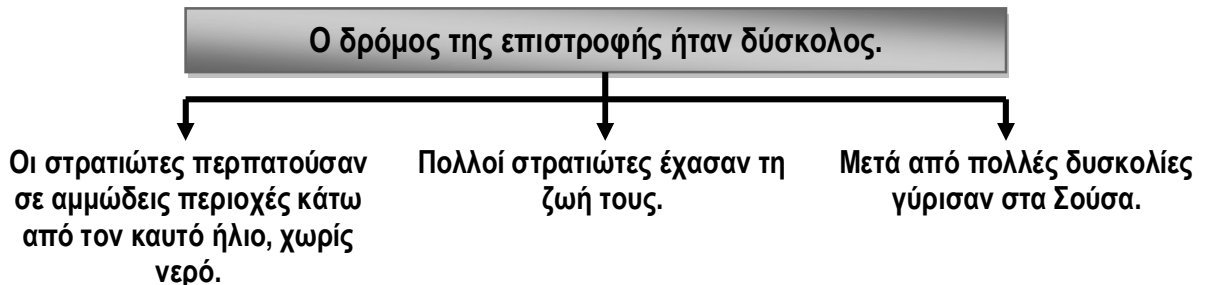 Ο δρόμος της επιστροφής ήταν δύσκολος.
Οι στρατιώτες περπατούσαν
σε αμμώδεις περιοχές κάτω
από τον καυτό ήλιο, χωρίς
νερό.
Πολλοί στρατιώτες έχασαν τη
ζωή τους.
Μετά από πολλές δυσκολίες
γύρισαν στα Σούσα.